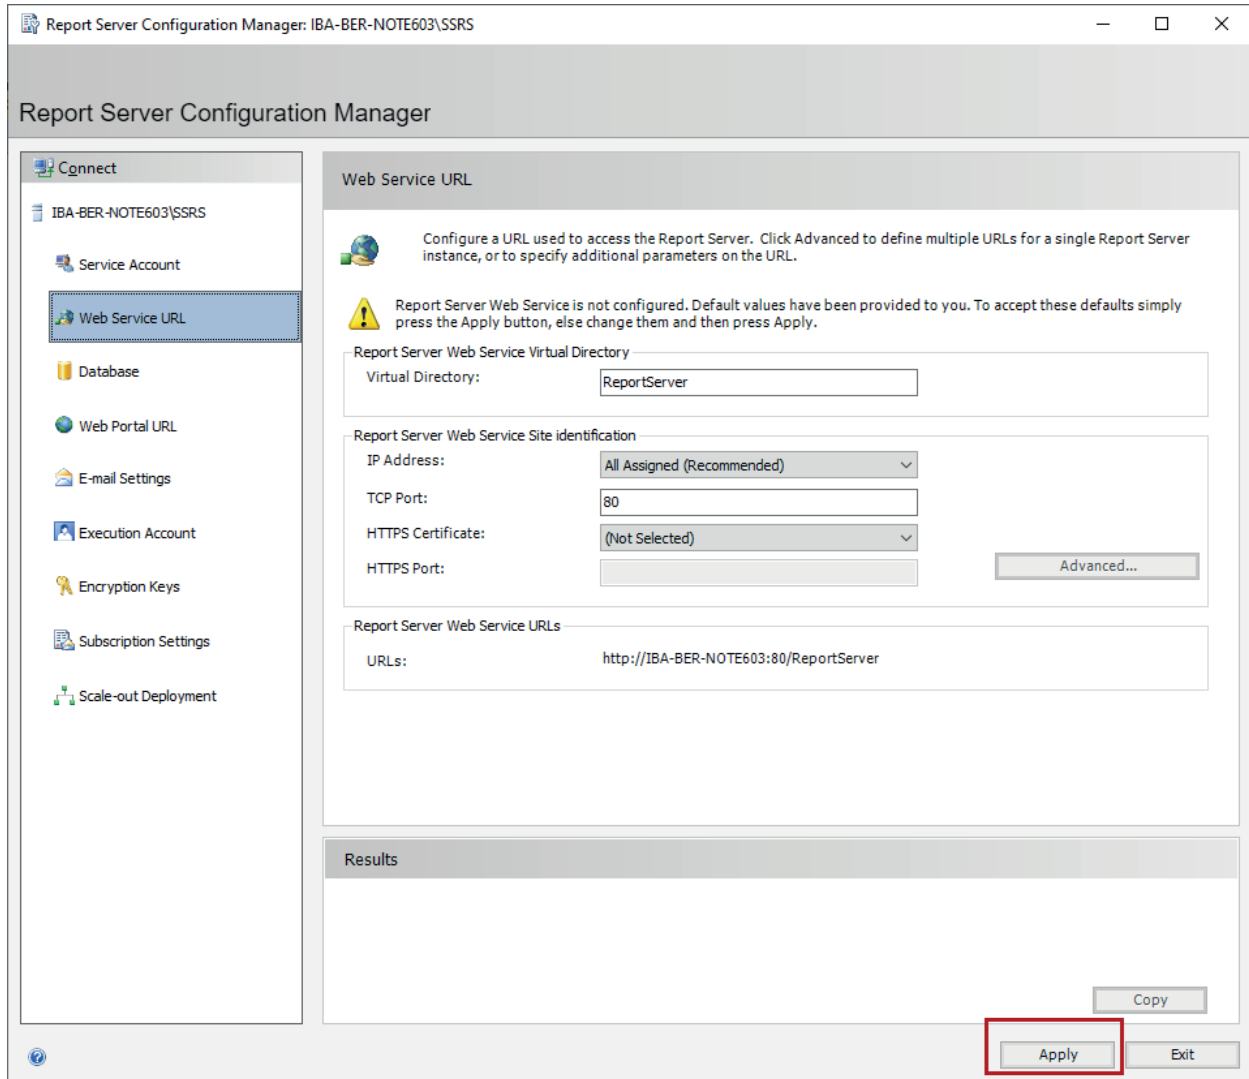 Report Server Configuration Manager: IBA-BER-NOTE603\SSRS
Report Server Configuration Manager
Connect
IBA-BER-NOTE603\SSRS
Service Account
Web Service URL
Database
Web Portal URL
E-mail Settings
Execution Account
Encryption Keys
Subscription Settings
Scale-out Deployment
Web Service URL
Configure a URL used to access the Report Server.  Click Advanced to define multiple URLs for a single Report Server
instance, or to specify additional parameters on the URL.
Report Server Web Service is not configured. Default values have been provided to you. To accept these defaults simply
press the Apply button, else change them and then press Apply.
Report Server Web Service Virtual Directory
Virtual Directory: ReportServer
Report Server Web Service Site identification
IP Address: All Assigned (Recommended)
TCP Port: 80
HTTPS Certificate: (Not Selected)
HTTPS Port:
Advanced...
Report Server Web Service URLs
URLs: http://IBA-BER-NOTE603:80/ReportServer
Results
Copy
Apply Exit